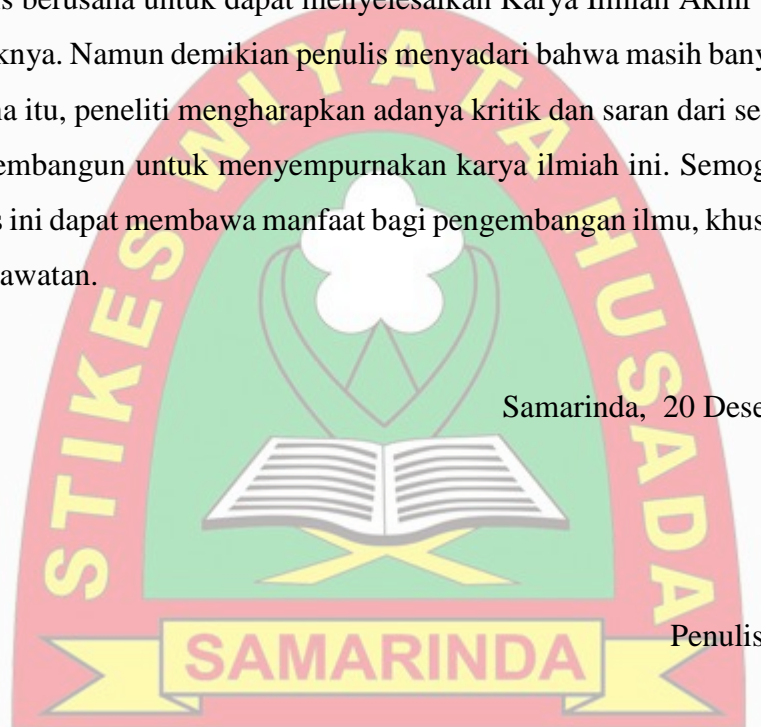 s berusaha untuk dapat menyelesaikan Karya Ilmiah Akhir
knya. Namun demikian penulis menyadari bahwa masih bany
na itu, peneliti mengharapkan adanya kritik dan saran dari se
embangun untuk menyempurnakan karya ilmiah ini. Semog
s ini dapat membawa manfaat bagi pengembangan ilmu, khus
awatan.
STIKES WIYATA HUSADA
Samarinda, 20 Dese
Penulis
SAMARINDA